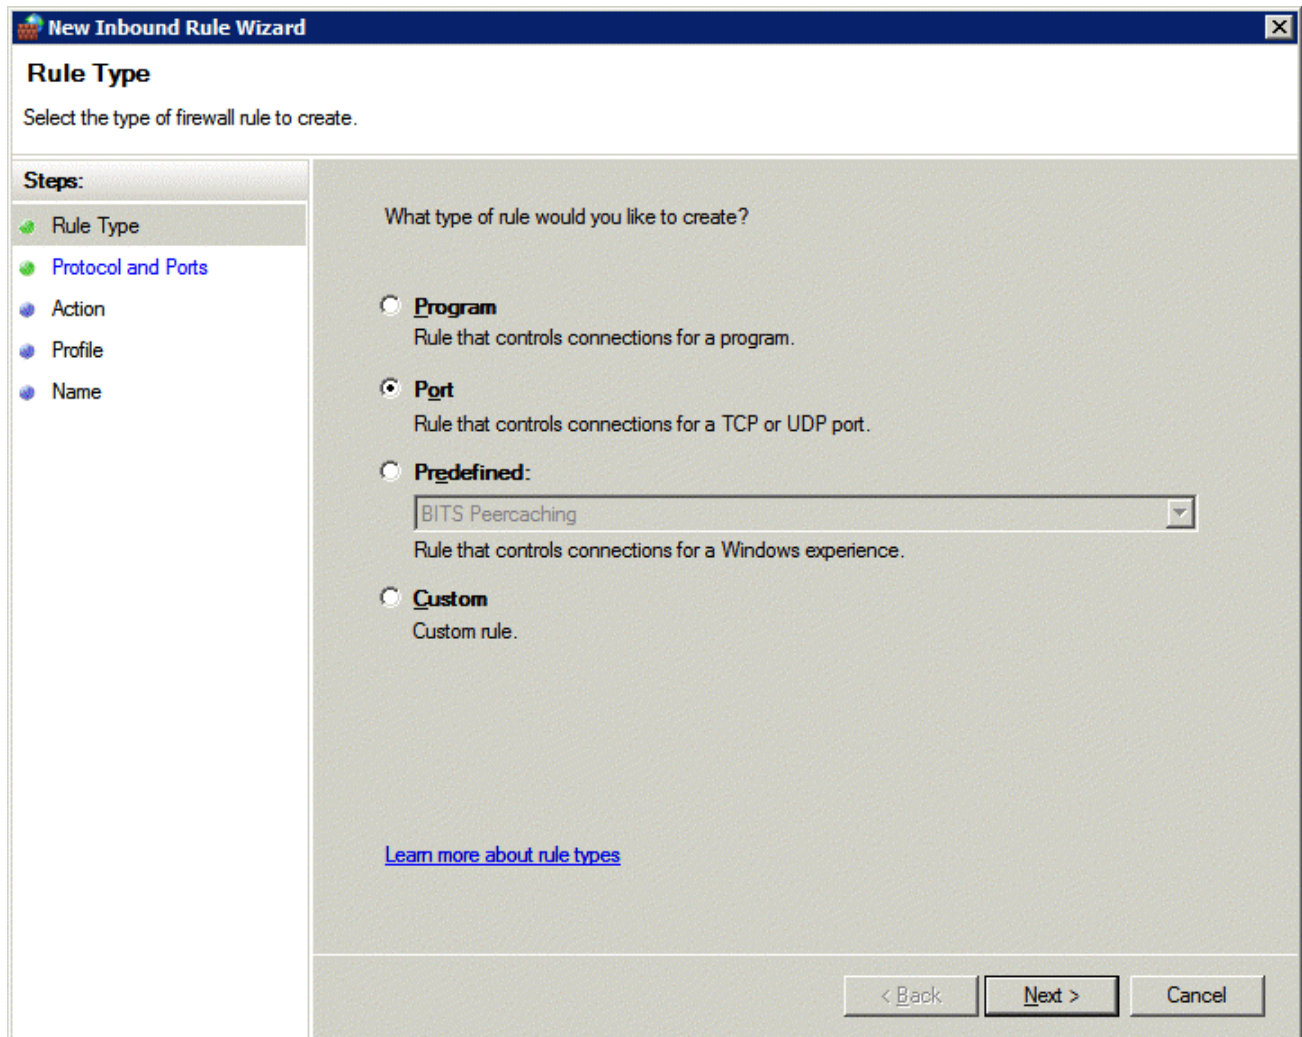 New Inbound Rule Wizard
Rule Type
Select the type of firewall rule to create.
Steps:
Rule Type
Protocol and Ports
Action
Profile
Name
What type of rule would you like to create?
Program
Rule that controls connections for a program.
Port
Rule that controls connections for a TCP or UDP port.
Predefined:
BITS Peercaching
Rule that controls connections for a Windows experience.
Custom
Custom rule.
Learn more about rule types
< Back
Next >
Cancel